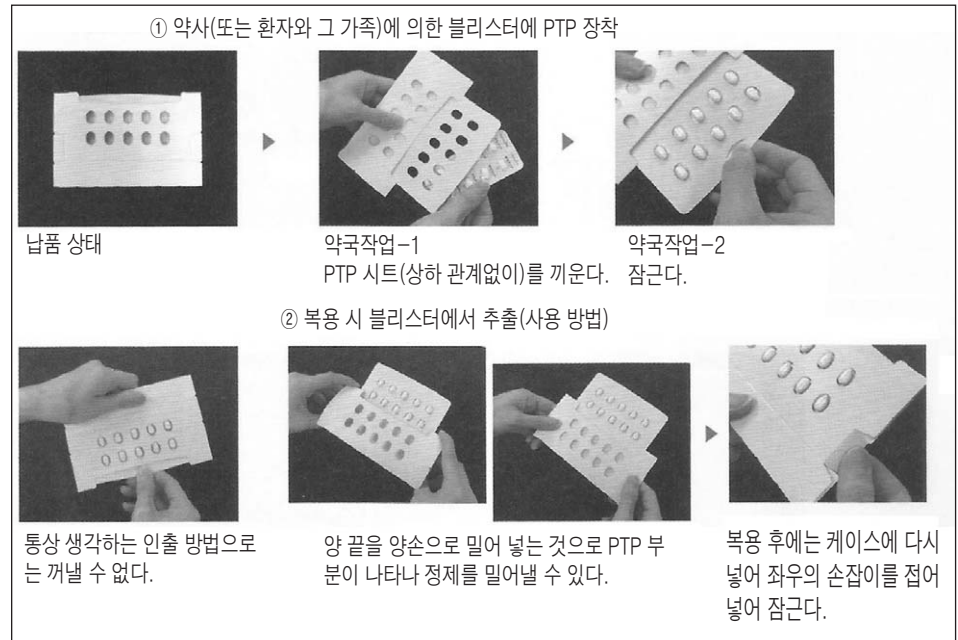 ① 약사(또는 환자와 그 가족)에 의한 블리스터에 PTP 장착
납품 상태
약국작업-1
PTP 시트(상하 관계없이)를 끼운다.
약국작업-2
잠근다.
② 복용 시 블리스터에서 추출(사용 방법)
통상 생각하는 인출 방법으로
는 꺼낼 수 없다.
양 끝을 양손으로 밀어 넣는 것으로 PTP 부
분이 나타나 정제를 밀어낼 수 있다.
복용 후에는 케이스에 다시
넣어 좌우의 손잡이를 접어
넣어 잠근다.